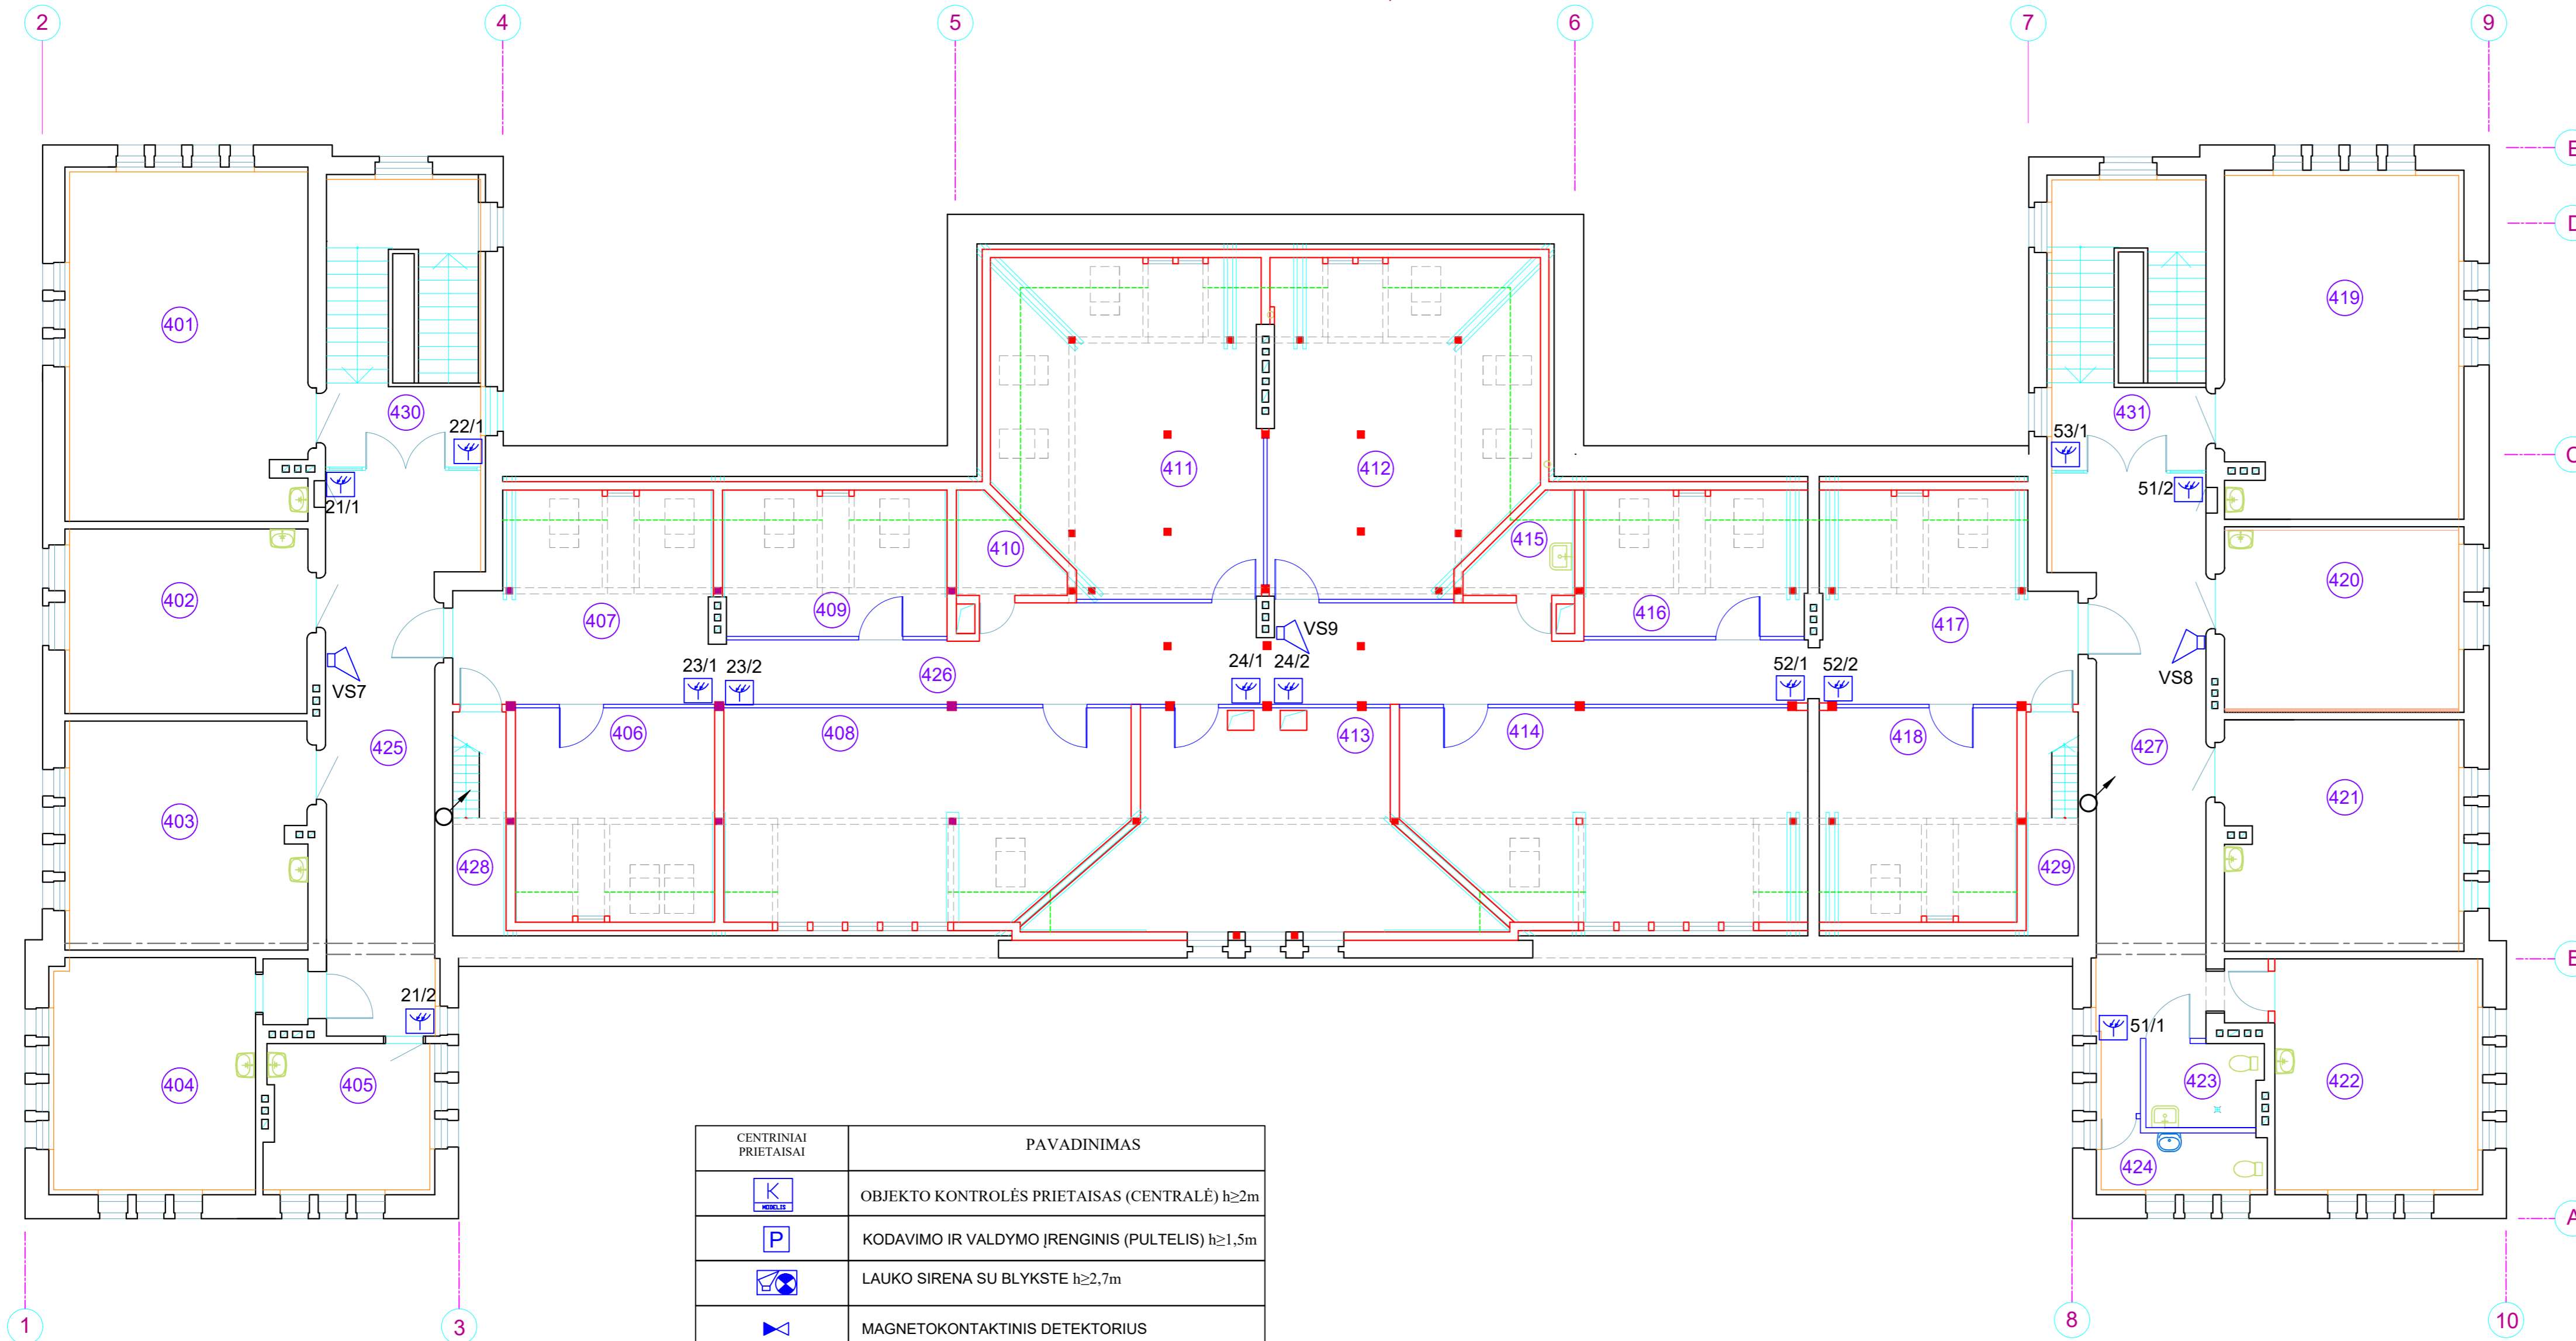 2 4 5 6 7 9
D
C
401
419
411 412
430
431
22/1
53/1
21/1
51/2
410
415
402
407
409
416
417
420
VS7
VS9
VS8
23/1 23/2
426
24/1 24/2
52/1 52/2
425
406
408
413
414
418
427
403
421
428
429
21/2
51/1
404
405
423
422
424
A
CENTRINIAI
PRIETAISAI
PAVADINIMAS
K
MODELIS
OBJEKTO KONTROLĖS PRIETAISAS (CENTRALĖ) h≥2m
P
KODAVIMO IR VALDYMO ĮRENGINIS (PULTELIS) h≥1,5m
LAUKO SIRENA SU BLYKSTE h≥2,7m
MAGNETOKONTAKTINIS DETEKTORIUS
1 3 8 10